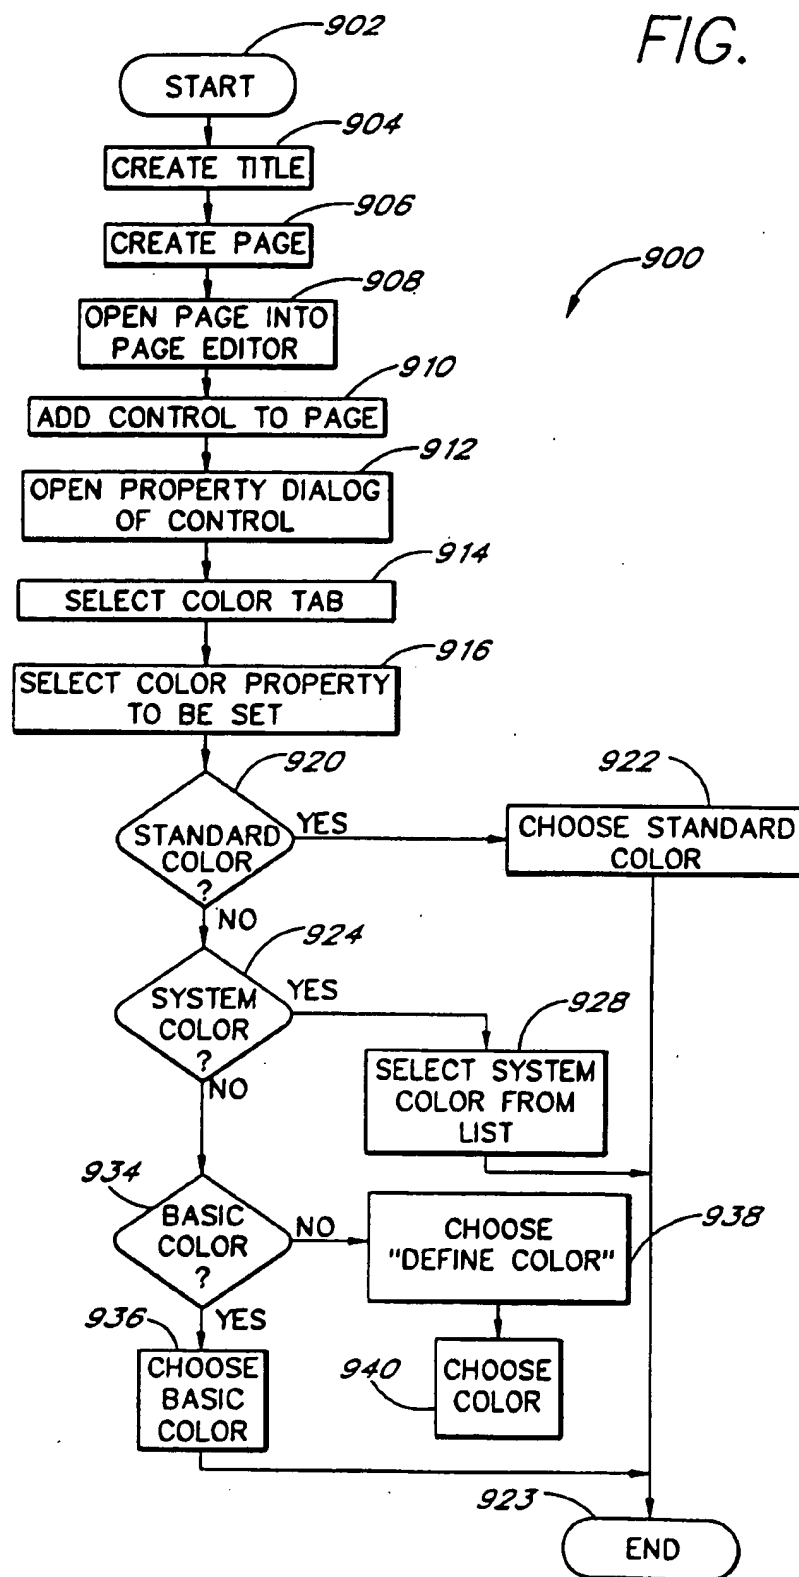 FIG.
902
START
904
CREATE TITLE
906
CREATE PAGE
900
908
OPEN PAGE INTO
PAGE EDITOR
910
ADD CONTROL TO PAGE
912
OPEN PROPERTY DIALOG
OF CONTROL
914
SELECT COLOR TAB
916
SELECT COLOR PROPERTY
TO BE SET
920
STANDARD
COLOR
?
YES
922
CHOOSE STANDARD
COLOR
NO
924
SYSTEM
COLOR
?
YES
928
SELECT SYSTEM
COLOR FROM
LIST
NO
934
BASIC
COLOR
?
NO
CHOOSE
"DEFINE COLOR"
938
YES
936
CHOOSE
BASIC
COLOR
940
CHOOSE
COLOR
923
END